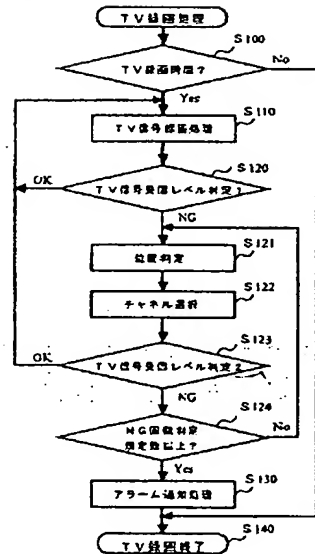 TV録画処理
S100
TV録画時間?
No
Yes
S110
TV信号録画処理
S120
OK
TV信号受信レベル判定1
NG
S121
位置判定
S122
チャネル選択
S123
OK
TV信号受信レベル判定2
NG
S124
NG回数判定
規定数以上?
No
Yes
S130
アラーム通知処理
S140
TV録画終了